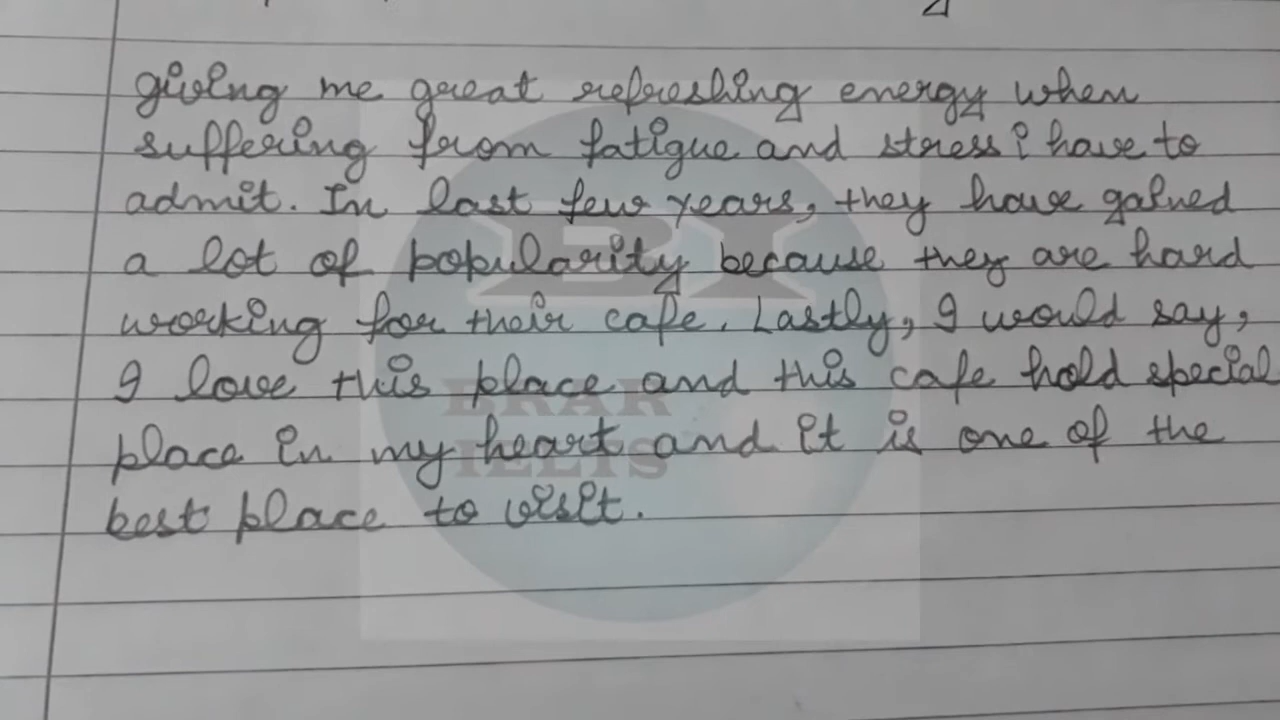 giving me great refreshing energy when
suffering from fatigue and stress i have to
admit. In last few years, they have gained
a lot of popularity because they are hard
working for their cafe. Lastly, I would say,
I love this place and this cafe hold special
place in my heart and it is one of the
best place to visit.
BI
BRAR
IELTS